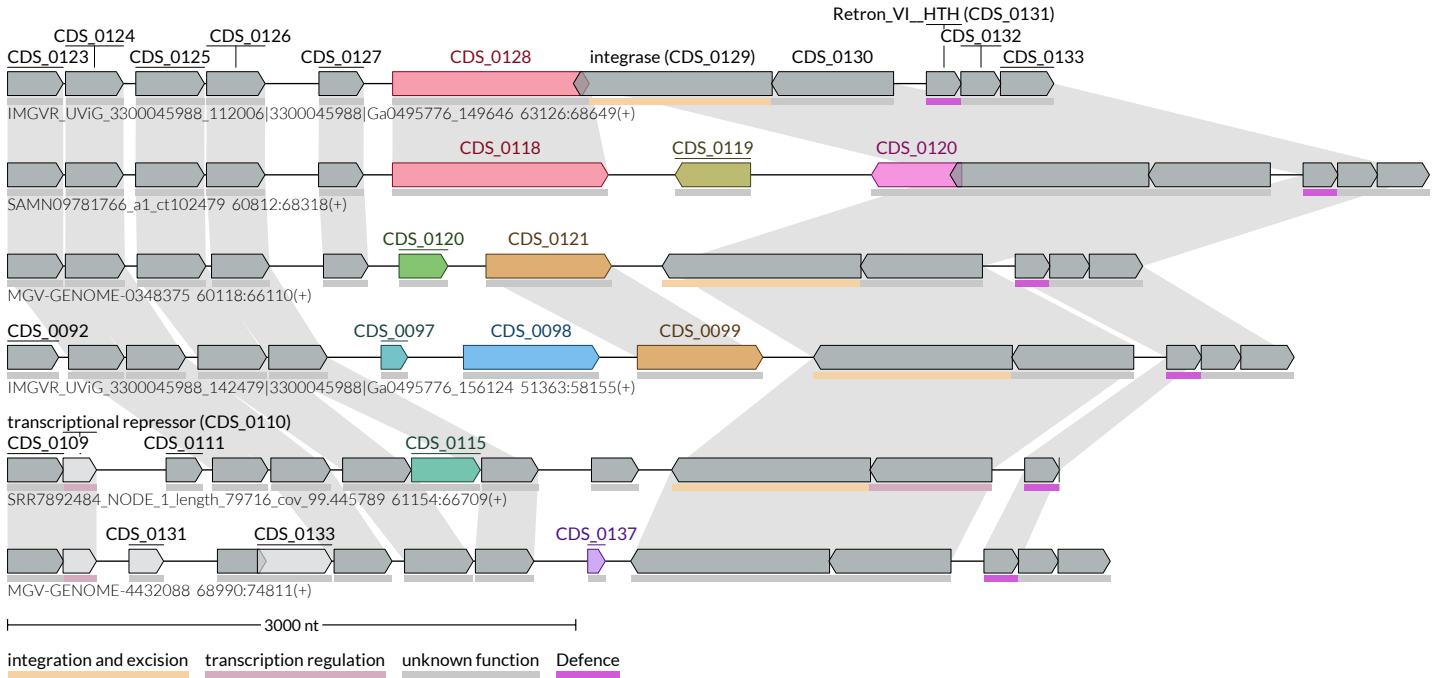 Retron_VI__HTH (CDS_0131)
CDS_0124 CDS_0126 CDS_0132
CDS_0123 CDS_0125 CDS_0127 CDS_0128 integrase (CDS_0129) CDS_0130 CDS_0133
IMGVR_UViG_3300045988_112006|3300045988|Ga0495776_149646 63126:68649(+)
CDS_0118 CDS_0119 CDS_0120
SAMN09781766_a1_ct102479 60812:68318(+)
CDS_0120 CDS_0121
MGV-GENOME-0348375 60118:66110(+)
CDS_0092 CDS_0097 CDS_0098 CDS_0099
IMGVR_UViG_3300045988_142479|3300045988|Ga0495776_156124 51363:58155(+)
transcriptional repressor (CDS_0110)
CDS_0109 CDS_0111 CDS_0115
SRR7892484_NODE_1_length_79716_cov_99.445789 61154:66709(+)
CDS_0131 CDS_0133 CDS_0137
MGV-GENOME-4432088 68990:74811(+)
3000 nt
integration and excision transcription regulation unknown function Defence